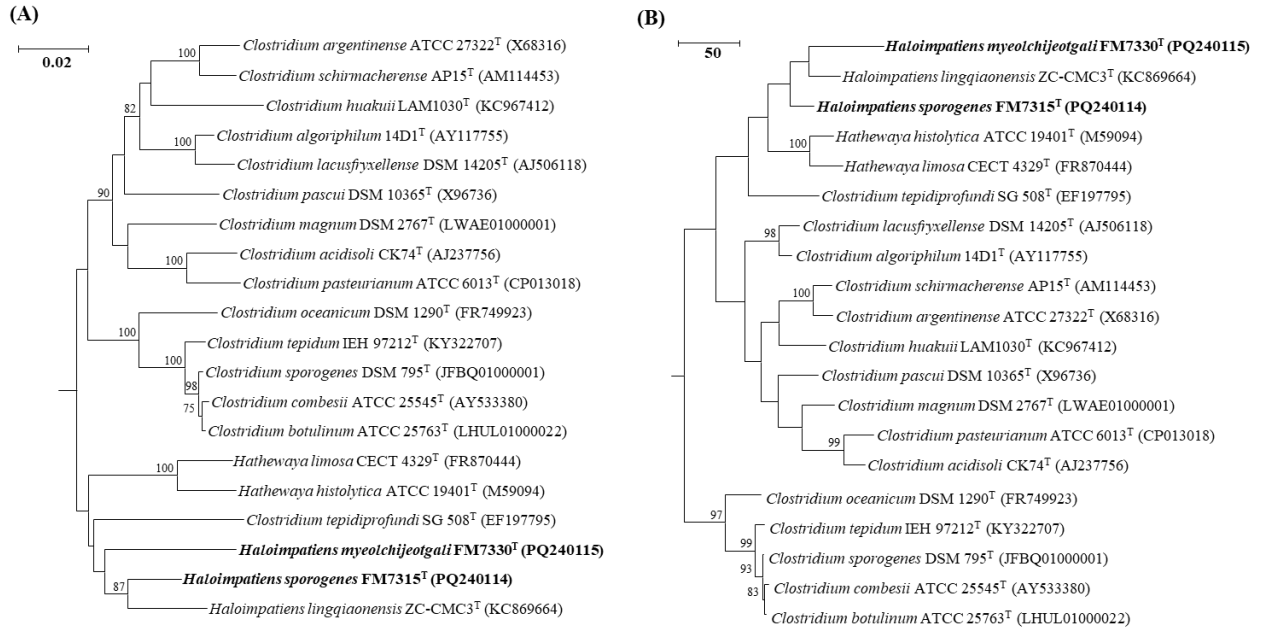 (A)
0.02
Clostridium argentinense ATCC 27322T (X68316)
100
Clostridium schirmacherense AP15T (AM114453)
Clostridium huakuii LAM1030T (KC967412)
82
Clostridium algoriphilum 14D1T (AY117755)
100
Clostridium lacusfryxellense DSM 14205T (AJ506118)
90
Clostridium pascui DSM 10365T (X96736)
Clostridium magnum DSM 2767T (LWAE01000001)
Clostridium acidisoli CK74T (AJ237756)
100
Clostridium pasteurianum ATCC 6013T (CP013018)
Clostridium oceanicum DSM 1290T (FR749923)
100
Clostridium tepidum IEH 97212T (KY322707)
100
Clostridium sporogenes DSM 795T (JFBQ01000001)
98
Clostridium combesii ATCC 25545T (AY533380)
75
Clostridium botulinum ATCC 25763T (LHUL01000022)
Hathewaya limosa CECT 4329T (FR870444)
100
Hathewaya histolytica ATCC 19401T (M59094)
Clostridium tepidiprofundi SG 508T (EF197795)
Haloimpatiens myeolchijeotgali FM7330T (PQ240115)
Haloimpatiens sporogenes FM7315T (PQ240114)
87
Haloimpatiens lingqiaonensis ZC-CMC3T (KC869664)
(B)
50
Haloimpatiens myeolchijeotgali FM7330T (PQ240115)
Haloimpatiens lingqiaonensis ZC-CMC3T (KC869664)
Haloimpatiens sporogenes FM7315T (PQ240114)
Hathewaya histolytica ATCC 19401T (M59094)
100
Hathewaya limosa CECT 4329T (FR870444)
Clostridium tepidiprofundi SG 508T (EF197795)
Clostridium lacusfryxellense DSM 14205T (AJ506118)
98
Clostridium algoriphilum 14D1T (AY117755)
Clostridium schirmacherense AP15T (AM114453)
100
Clostridium argentinense ATCC 27322T (X68316)
Clostridium huakuii LAM1030T (KC967412)
Clostridium pascui DSM 10365T (X96736)
Clostridium magnum DSM 2767T (LWAE01000001)
Clostridium pasteurianum ATCC 6013T (CP013018)
99
Clostridium acidisoli CK74T (AJ237756)
Clostridium oceanicum DSM 1290T (FR749923)
97
Clostridium tepidum IEH 97212T (KY322707)
99
Clostridium sporogenes DSM 795T (JFBQ01000001)
93
Clostridium combesii ATCC 25545T (AY533380)
83
Clostridium botulinum ATCC 25763T (LHUL01000022)